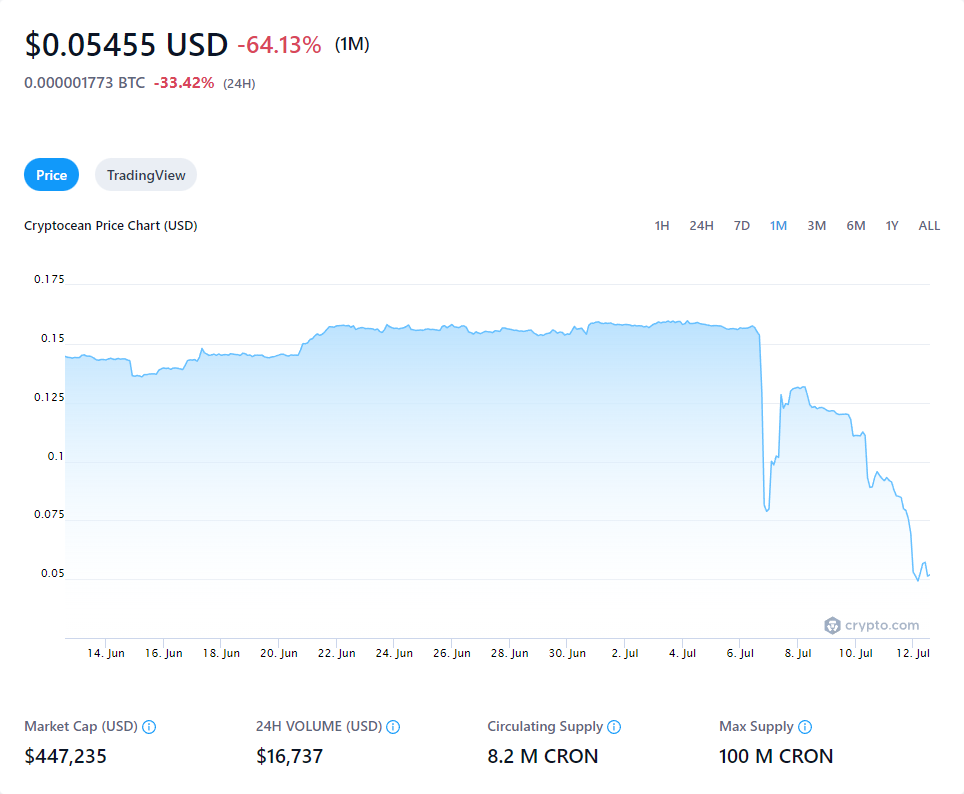 $0.05455 USD -64.13% (1M)
0.000001773 BTC -33.42% (24H)
Price TradingView
Cryptocean Price Chart (USD) 1H 24H 7D 1M 3M 6M 1Y ALL
0.175
0.15
0.125
0.1
0.075
0.05
crypto.com
14. Jun 16. Jun 18. Jun 20. Jun 22. Jun 24. Jun 26. Jun 28. Jun 30. Jun 2. Jul 4. Jul 6. Jul 8. Jul 10. Jul 12. Jul
Market Cap (USD) 24H VOLUME (USD) Circulating Supply Max Supply
$447,235 $16,737 8.2 M CRON 100 M CRON